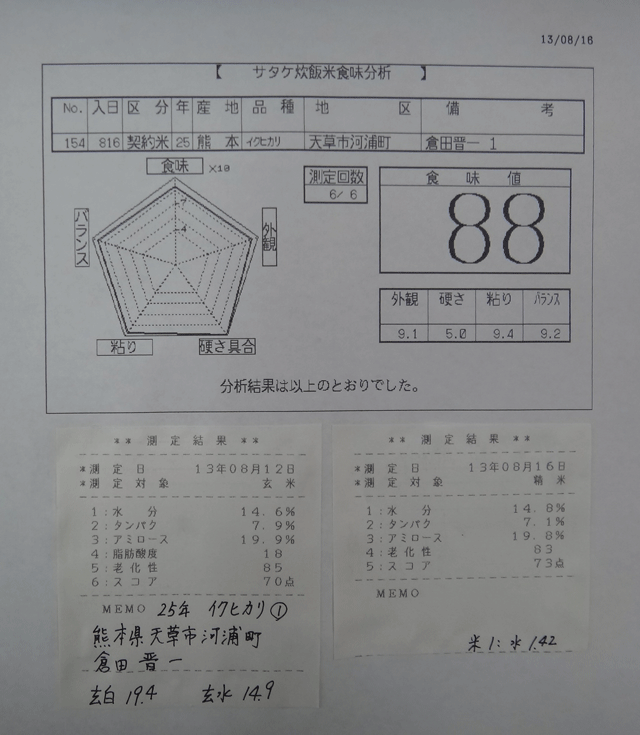 13/08/16
【 サタケ炊飯米食味分析 】
No. 入日 区分 年 産地 品種 地区 備考
154 816 契約米 25 熊本 イクヒカリ 天草市河浦町 倉田晋一 1
食味 ×10
バランス
外観
粘り
硬さ具合
7
4
測定回数
6/ 6
食味値
88
外観 硬さ 粘り バランス
9.1 5.0 9.4 9.2
分析結果は以上のとおりでした。
** 測定結果 **
*測定日 13年08月12日
*測定対象 玄米
1:水分 14.6%
2:タンパク 7.9%
3:アミロース 19.9%
4:脂肪酸度 18
5:老化性 85
6:スコア 70点
MEMO 25年 イクヒカリ①
熊本県天草市河浦町
倉田晋一
玄白 19.4 玄水 14.9
** 測定結果 **
*測定日 13年08月16日
*測定対象 精米
1:水分 14.8%
2:タンパク 7.1%
3:アミロース 19.8%
4:老化性 83
5:スコア 73点
MEMO
米1:水1.42